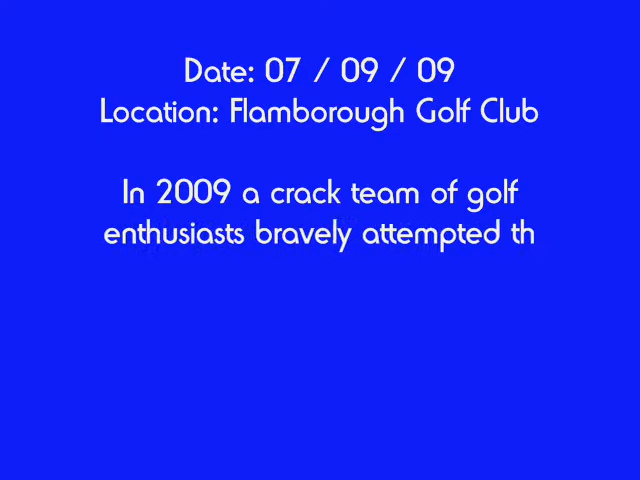 Date: 07 / 09 / 09
Location: Flamborough Golf Club
In 2009 a crack team of golf
enthusiasts bravely attempted th